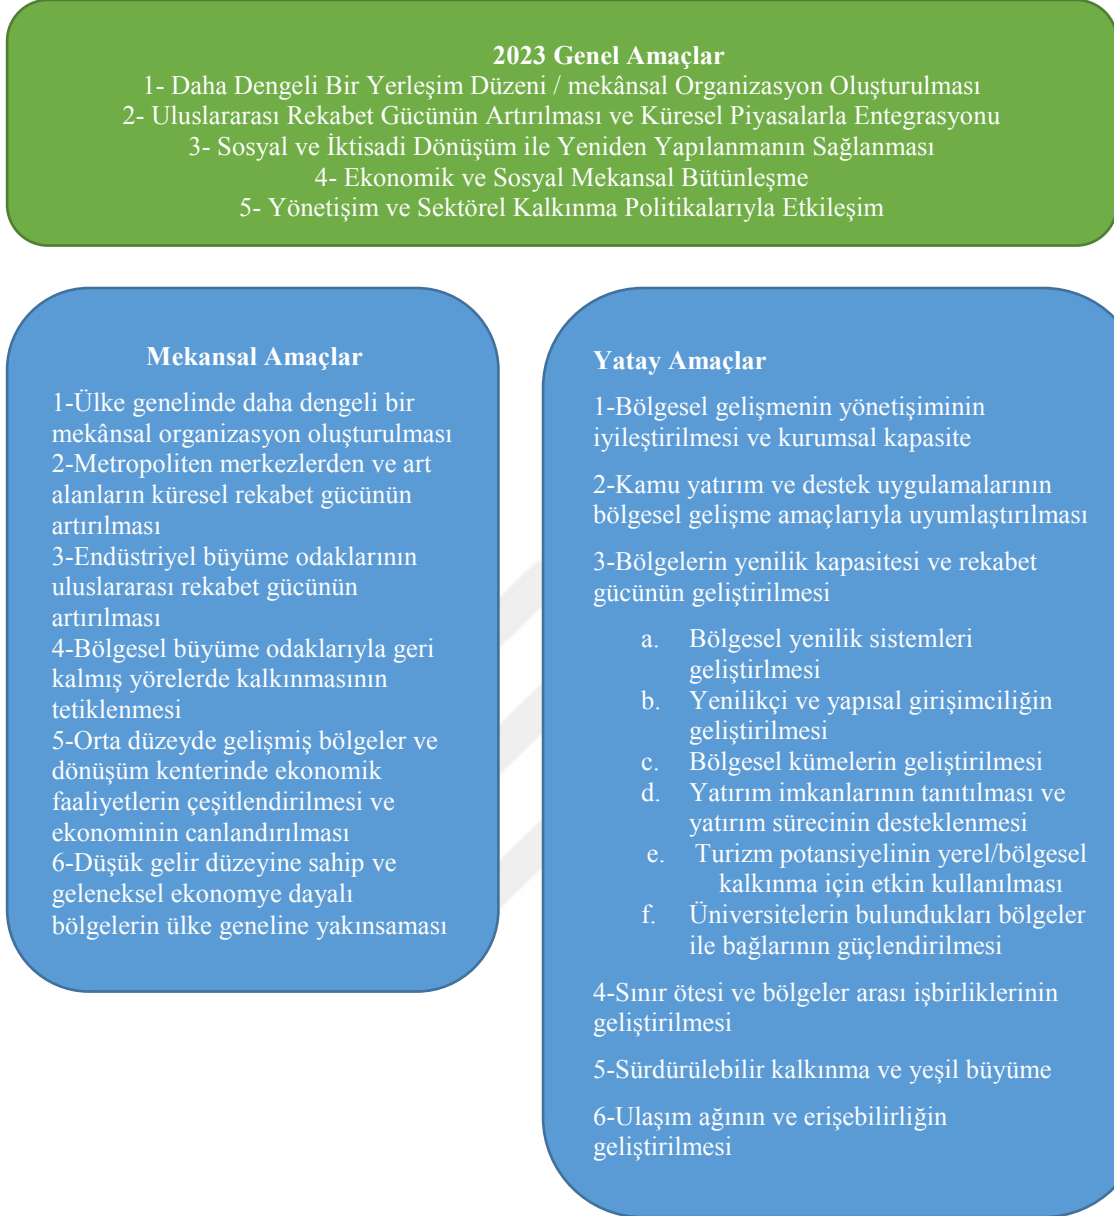 2023 Genel Amaçlar
1- Daha Dengeli Bir Yerleşim Düzeni / mekânsal Organizasyon Oluşturulması
2- Uluslararası Rekabet Gücünün Artırılması ve Küresel Piyasalarla Entegrasyonu
3- Sosyal ve İktisadi Dönüşüm ile Yeniden Yapılanmanın Sağlanması
4- Ekonomik ve Sosyal Mekansal Bütünleşme
5- Yönetişim ve Sektörel Kalkınma Politikalarıyla Etkileşim
Mekansal Amaçlar
1-Ülke genelinde daha dengeli bir
mekânsal organizasyon oluşturulması
2-Metropoliten merkezlerden ve art
alanların küresel rekabet gücünün
artırılması
3-Endüstriyel büyüme odaklarının
uluslararası rekabet gücünün
artırılması
4-Bölgesel büyüme odaklarıyla geri
kalmış yörelerde kalkınmasının
tetiklenmesi
5-Orta düzeyde gelişmiş bölgeler ve
dönüşüm kenterinde ekonomik
faaliyetlerin çeşitlendirilmesi ve
ekonominin canlandırılması
6-Düşük gelir düzeyine sahip ve
geleneksel ekonomye dayalı
bölgelerin ülke geneline yakınsaması
Yatay Amaçlar
1-Bölgesel gelişmenin yönetişiminin
iyileştirilmesi ve kurumsal kapasite
2-Kamu yatırım ve destek uygulamalarının
bölgesel gelişme amaçlarıyla uyumlaştırılması
3-Bölgelerin yenilik kapasitesi ve rekabet
gücünün geliştirilmesi
a. Bölgesel yenilik sistemleri
geliştirlmesi
b. Yenilikçi ve yapısal girişimciliğin
geliştirilmesi
c. Bölgesel kümelerin geliştirilmesi
d. Yatırım imkanlarının tanıtılması ve
yatırım sürecinin desteklenmesi
e. Turizm potansiyelinin yerel/bölgesel
kalkınma için etkin kullanılması
f. Üniversitelerin bulundukları bölgeler
ile bağlarının güçlendirilmesi
4-Sınır ötesi ve bölgeler arası işbirliklerinin
geliştirilmesi
5-Sürdürülebilir kalkınma ve yeşil büyüme
6-Ulaşım ağının ve erişebilirliğin
geliştirilmesi